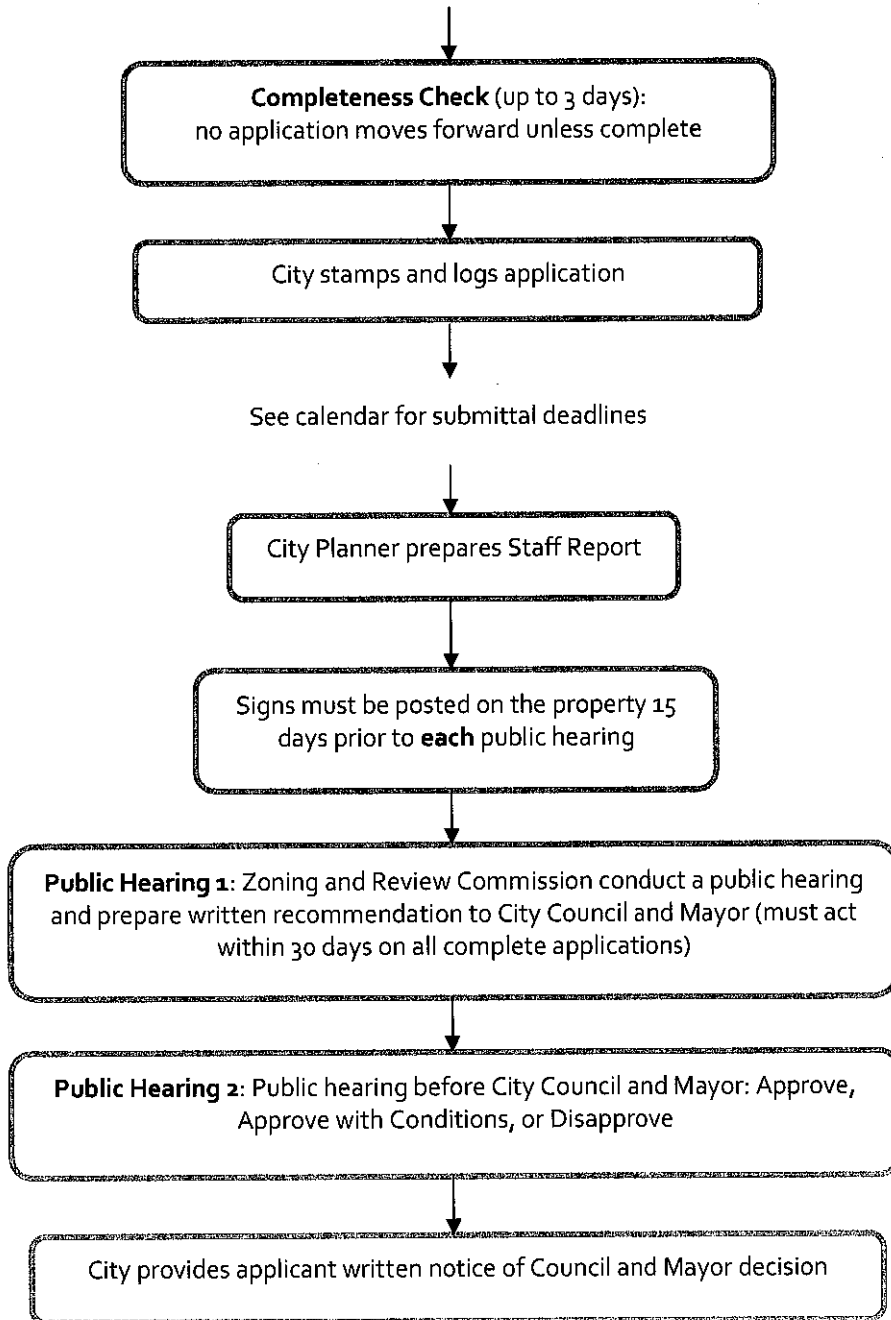 Completeness Check (up to 3 days):
no application moves forward unless complete
City stamps and logs application
See calendar for submittal deadlines
City Planner prepares Staff Report
Signs must be posted on the property 15
days prior to each public hearing
Public Hearing 1: Zoning and Review Commission conduct a public hearing
and prepare written recommendation to City Council and Mayor (must act
within 30 days on all complete applications)
Public Hearing 2: Public hearing before City Council and Mayor: Approve,
Approve with Conditions, or Disapprove
City provides applicant written notice of Council and Mayor decision